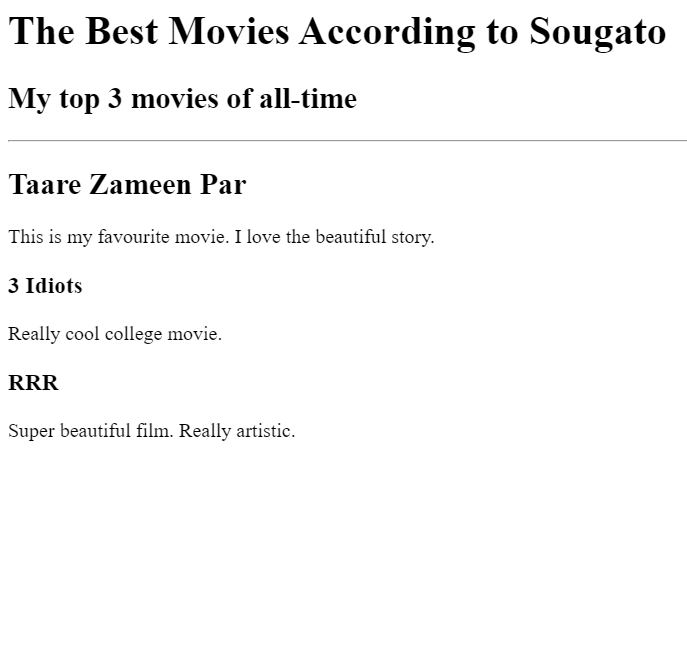 The Best Movies According to Sougato
My top 3 movies of all-time
Taare Zameen Par
This is my favourite movie. I love the beautiful story.
3 Idiots
Really cool college movie.
RRR
Super beautiful film. Really artistic.